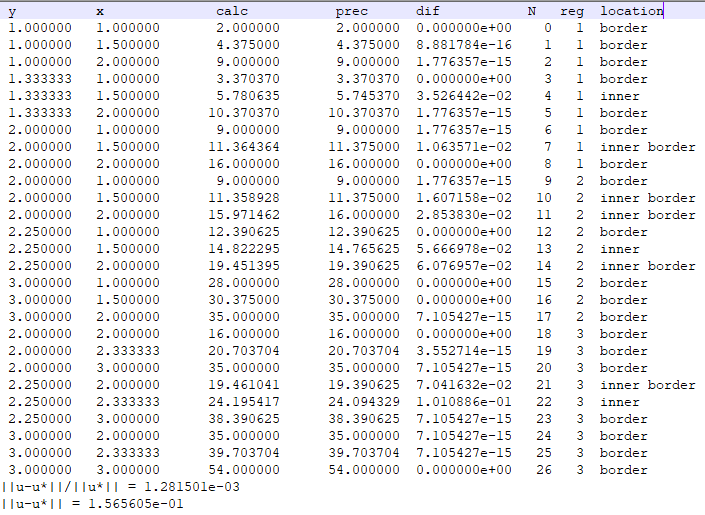 y x calc prec dif N reg location
1.000000 1.000000 2.000000 2.000000 0.000000e+00 0 1 border
1.000000 1.500000 4.375000 4.375000 8.881784e-16 1 1 border
1.000000 2.000000 9.000000 9.000000 1.776357e-15 2 1 border
1.333333 1.000000 3.370370 3.370370 0.000000e+00 3 1 border
1.333333 1.500000 5.780635 5.745370 3.526442e-02 4 1 inner
1.333333 2.000000 10.370370 10.370370 1.776357e-15 5 1 border
2.000000 1.000000 9.000000 9.000000 1.776357e-15 6 1 border
2.000000 1.500000 11.364364 11.375000 1.063571e-02 7 1 inner border
2.000000 2.000000 16.000000 16.000000 0.000000e+00 8 1 border
2.000000 1.000000 9.000000 9.000000 1.776357e-15 9 2 border
2.000000 1.500000 11.358928 11.375000 1.607158e-02 10 2 inner border
2.000000 2.000000 15.971462 16.000000 2.853830e-02 11 2 inner border
2.250000 1.000000 12.390625 12.390625 0.000000e+00 12 2 border
2.250000 1.500000 14.822295 14.765625 5.666978e-02 13 2 inner
2.250000 2.000000 19.451395 19.390625 6.076957e-02 14 2 inner border
3.000000 1.000000 28.000000 28.000000 0.000000e+00 15 2 border
3.000000 1.500000 30.375000 30.375000 0.000000e+00 16 2 border
3.000000 2.000000 35.000000 35.000000 7.105427e-15 17 2 border
2.000000 2.000000 16.000000 16.000000 0.000000e+00 18 3 border
2.000000 2.333333 20.703704 20.703704 3.552714e-15 19 3 border
2.000000 3.000000 35.000000 35.000000 7.105427e-15 20 3 border
2.250000 2.000000 19.461041 19.390625 7.041632e-02 21 3 inner border
2.250000 2.333333 24.195417 24.094329 1.010886e-01 22 3 inner
2.250000 3.000000 38.390625 38.390625 7.105427e-15 23 3 border
3.000000 2.000000 35.000000 35.000000 7.105427e-15 24 3 border
3.000000 2.333333 39.703704 39.703704 7.105427e-15 25 3 border
3.000000 3.000000 54.000000 54.000000 0.000000e+00 26 3 border
||u-u*||/||u*|| = 1.281501e-03
||u-u*|| = 1.565605e-01